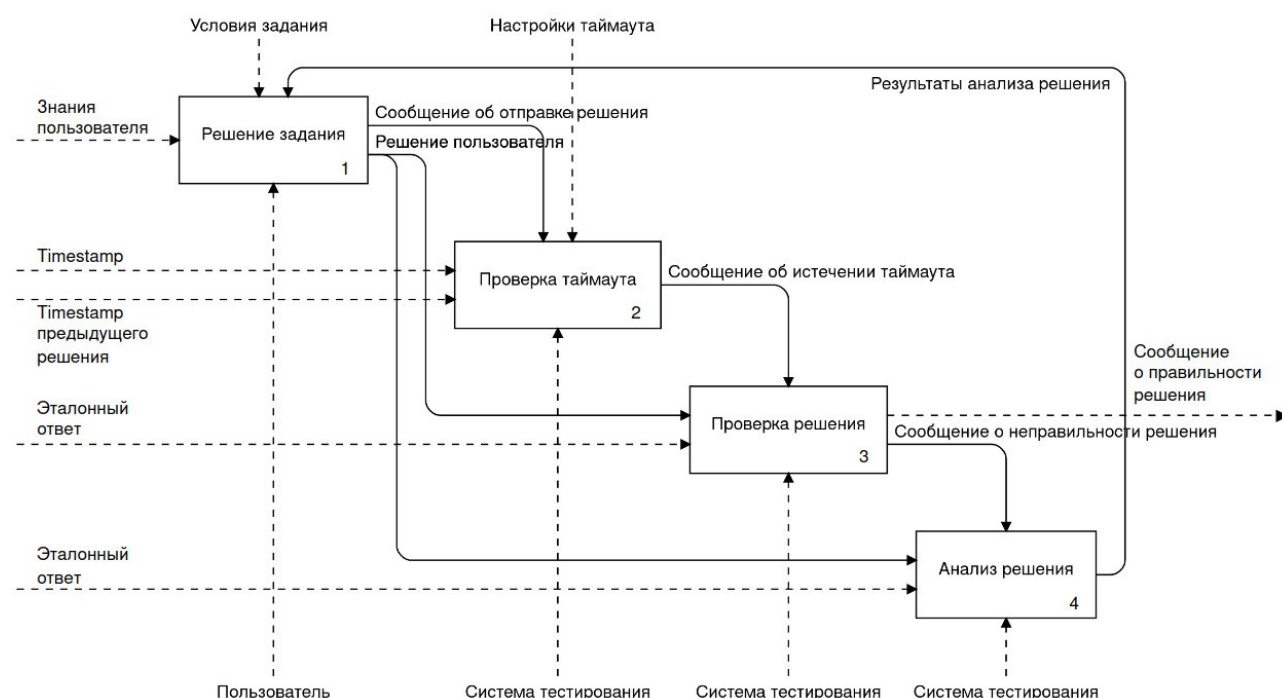 Условия задания
Настройки таймаута
Результаты анализа решения
Знания
пользователя
Решение задания
1
Сообщение об отправке решения
Решение пользователя
Timestamp
Timestamp
предыдущего
решения
Проверка таймаута
2
Сообщение об истечении таймаута
Эталонный
ответ
Проверка решения
3
Сообщение
о правильности
решения
Сообщение о неправильности решения
Эталонный
ответ
Анализ решения
4
Пользователь
Система тестирования
Система тестирования
Система тестирования